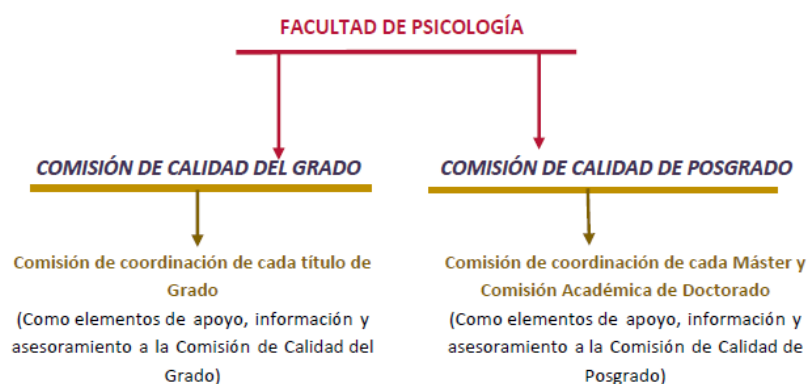 FACULTAD DE PSICOLOGÍA
COMISIÓN DE CALIDAD DEL GRADO
COMISIÓN DE CALIDAD DE POSGRADO
Comisión de coordinación de cada título de
Grado
(Como elementos de apoyo, información y
asesoramiento a la Comisión de Calidad del
Grado)
Comisión de coordinación de cada Máster y
Comisión Académica de Doctorado
(Como elementos de apoyo, información y
asesoramiento a la Comisión de Calidad de
Posgrado)